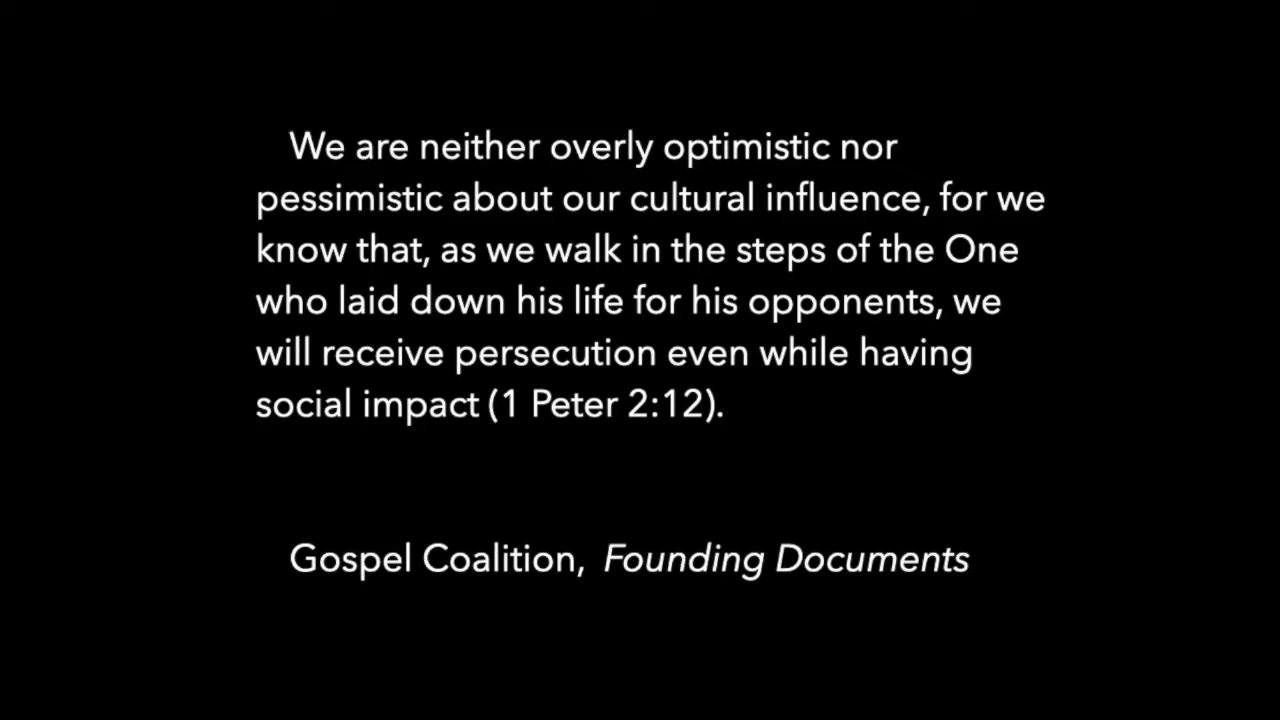 We are neither overly optimistic nor
pessimistic about our cultural influence, for we
know that, as we walk in the steps of the One
who laid down his life for his opponents, we
will receive persecution even while having
social impact (1 Peter 2:12).
Gospel Coalition, Founding Documents